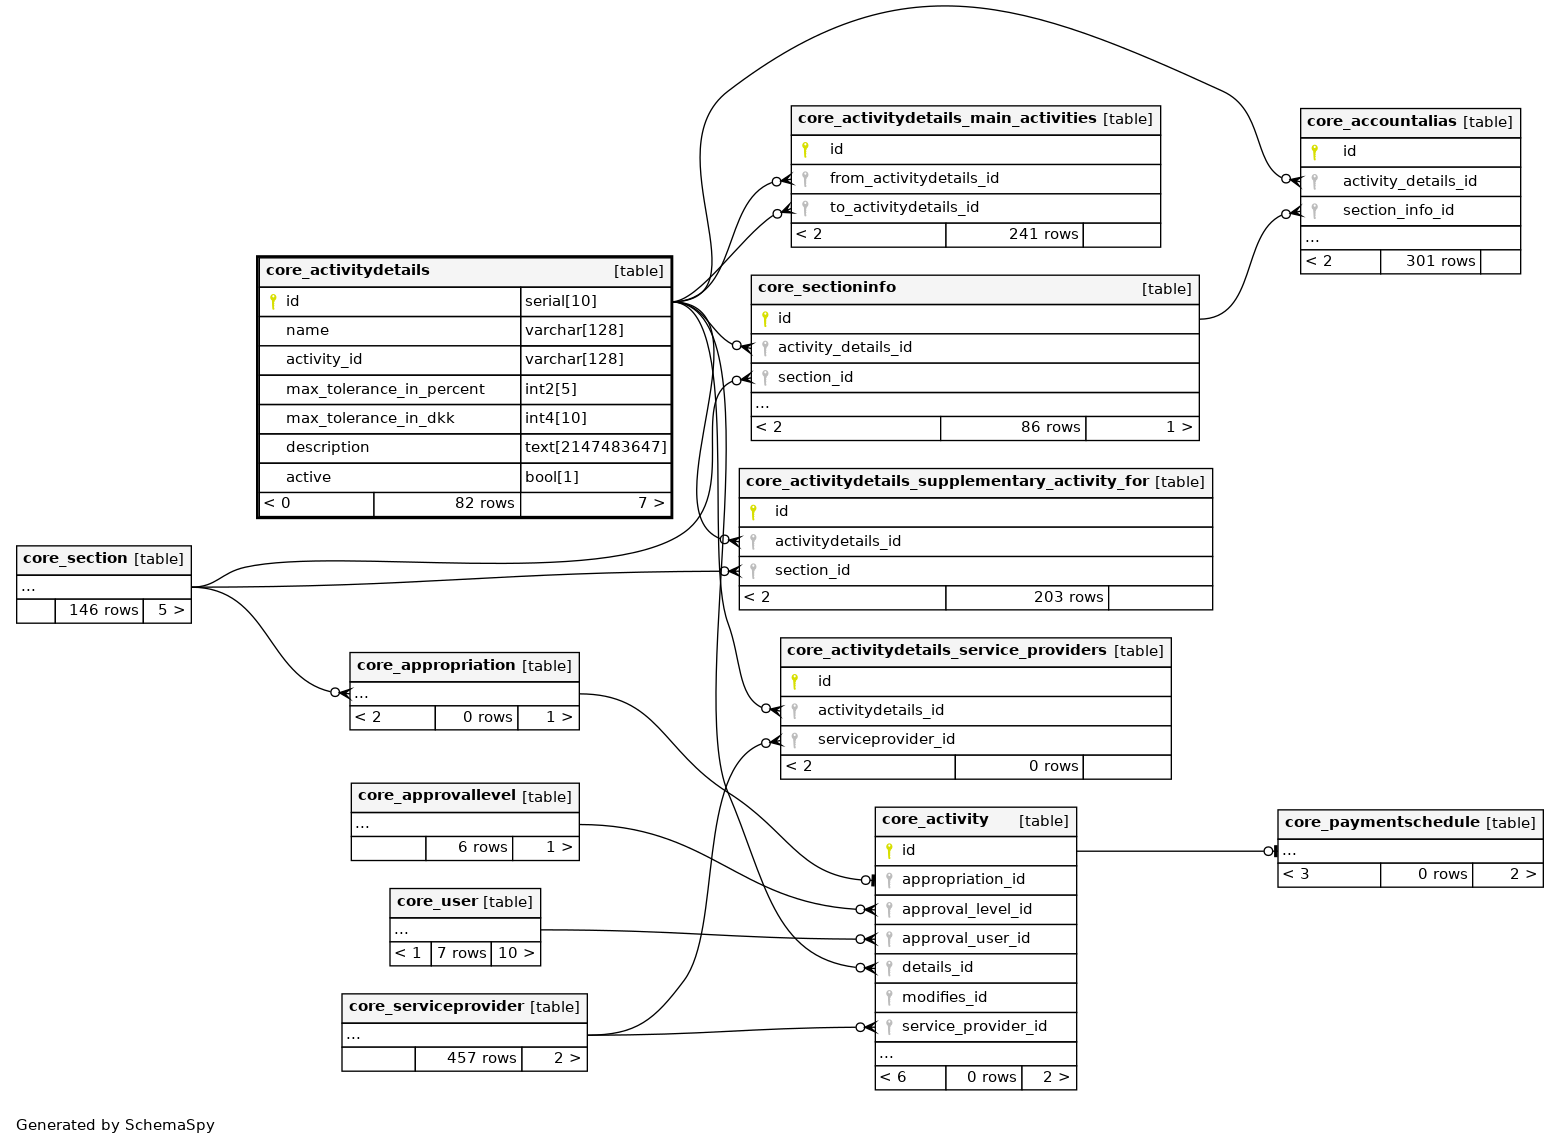 core_activitydetails_main_activities [table]
id
from_activitydetails_id
to_activitydetails_id
< 2 241 rows
core_accountalias [table]
id
activity_details_id
section_info_id
...
< 2 301 rows
core_activitydetails [table]
id serial[10]
name varchar[128]
activity_id varchar[128]
max_tolerance_in_percent int2[5]
max_tolerance_in_dkk int4[10]
description text[2147483647]
active bool[1]
< 0 82 rows 7 >
core_sectioninfo [table]
id
activity_details_id
section_id
...
< 2 86 rows 1 >
core_activitydetails_supplementary_activity_for [table]
id
activitydetails_id
section_id
< 2 203 rows
core_section [table]
...
146 rows 5 >
core_appropriation [table]
...
< 2 0 rows 1 >
core_activitydetails_service_providers [table]
id
activitydetails_id
serviceprovider_id
< 2 0 rows
core_approvallevel [table]
...
6 rows 1 >
core_user [table]
...
< 1 7 rows 10 >
core_serviceprovider [table]
...
457 rows 2 >
core_activity [table]
id
appropriation_id
approval_level_id
approval_user_id
details_id
modifies_id
service_provider_id
...
< 6 0 rows 2 >
core_paymentschedule [table]
...
< 3 0 rows 2 >
Generated by SchemaSpy